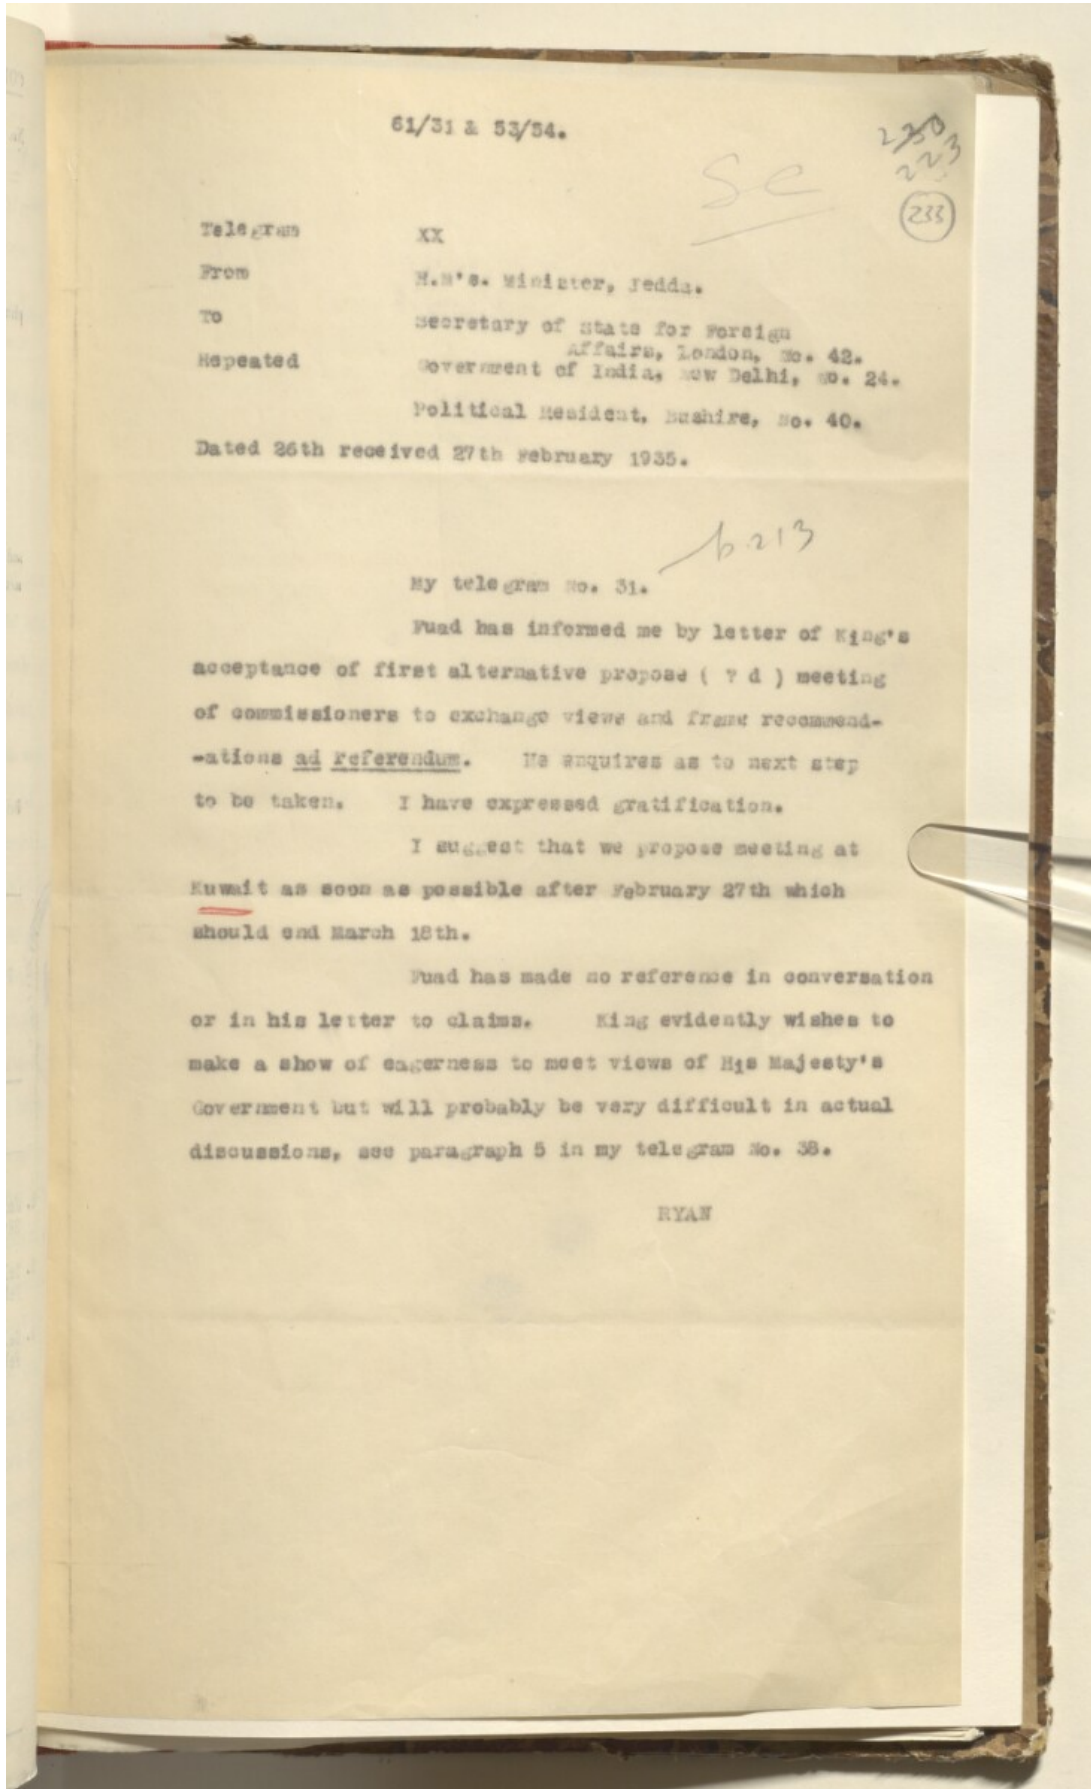 61/31 & 53/54.
230
223
233
Se
Telegram XX
From H.M's. Minister, Jedda.
To Secretary of State for Foreign
Affairs, London, No. 42.
Repeated Government of India, New Delhi, No. 24.
Political Resident, Bushire, No. 40.
Dated 26th received 27th February 1935.
p. 213
My telegram No. 31.
Fuad has informed me by letter of King's
acceptance of first alternative propose ( ? d ) meeting
of commissioners to exchange views and frame recommend-
-ations ad referendum. He enquires as to next step
to be taken. I have expressed gratification.
I suggest that we propose meeting at
Kuwait as soon as possible after February 27th which
should end March 18th.
Fuad has made no reference in conversation
or in his letter to claims. King evidently wishes to
make a show of eagerness to meet views of His Majesty's
Government but will probably be very difficult in actual
discussions, see paragraph 5 in my telegram No. 38.
RYAN